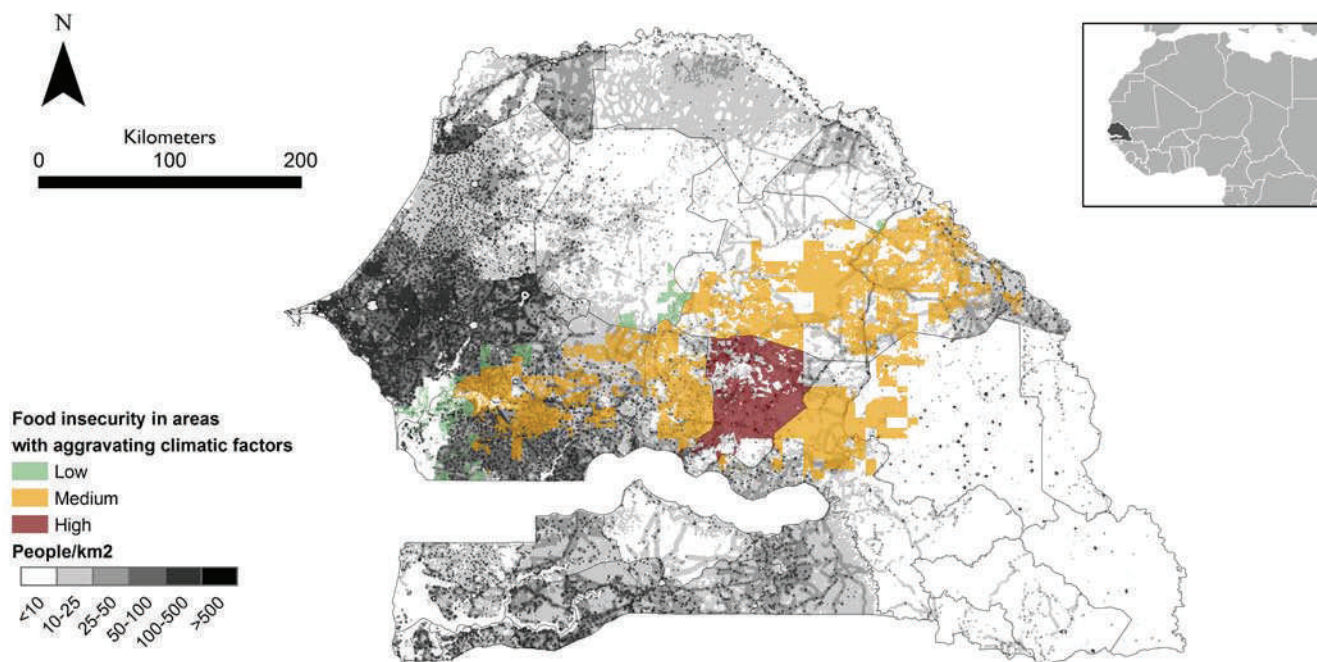 N
Kilometers
0 100 200
Food insecurity in areas
with aggravating climatic factors
Low
Medium
High
People/km2
<10 10-25 25-50 50-100 100-500 >500